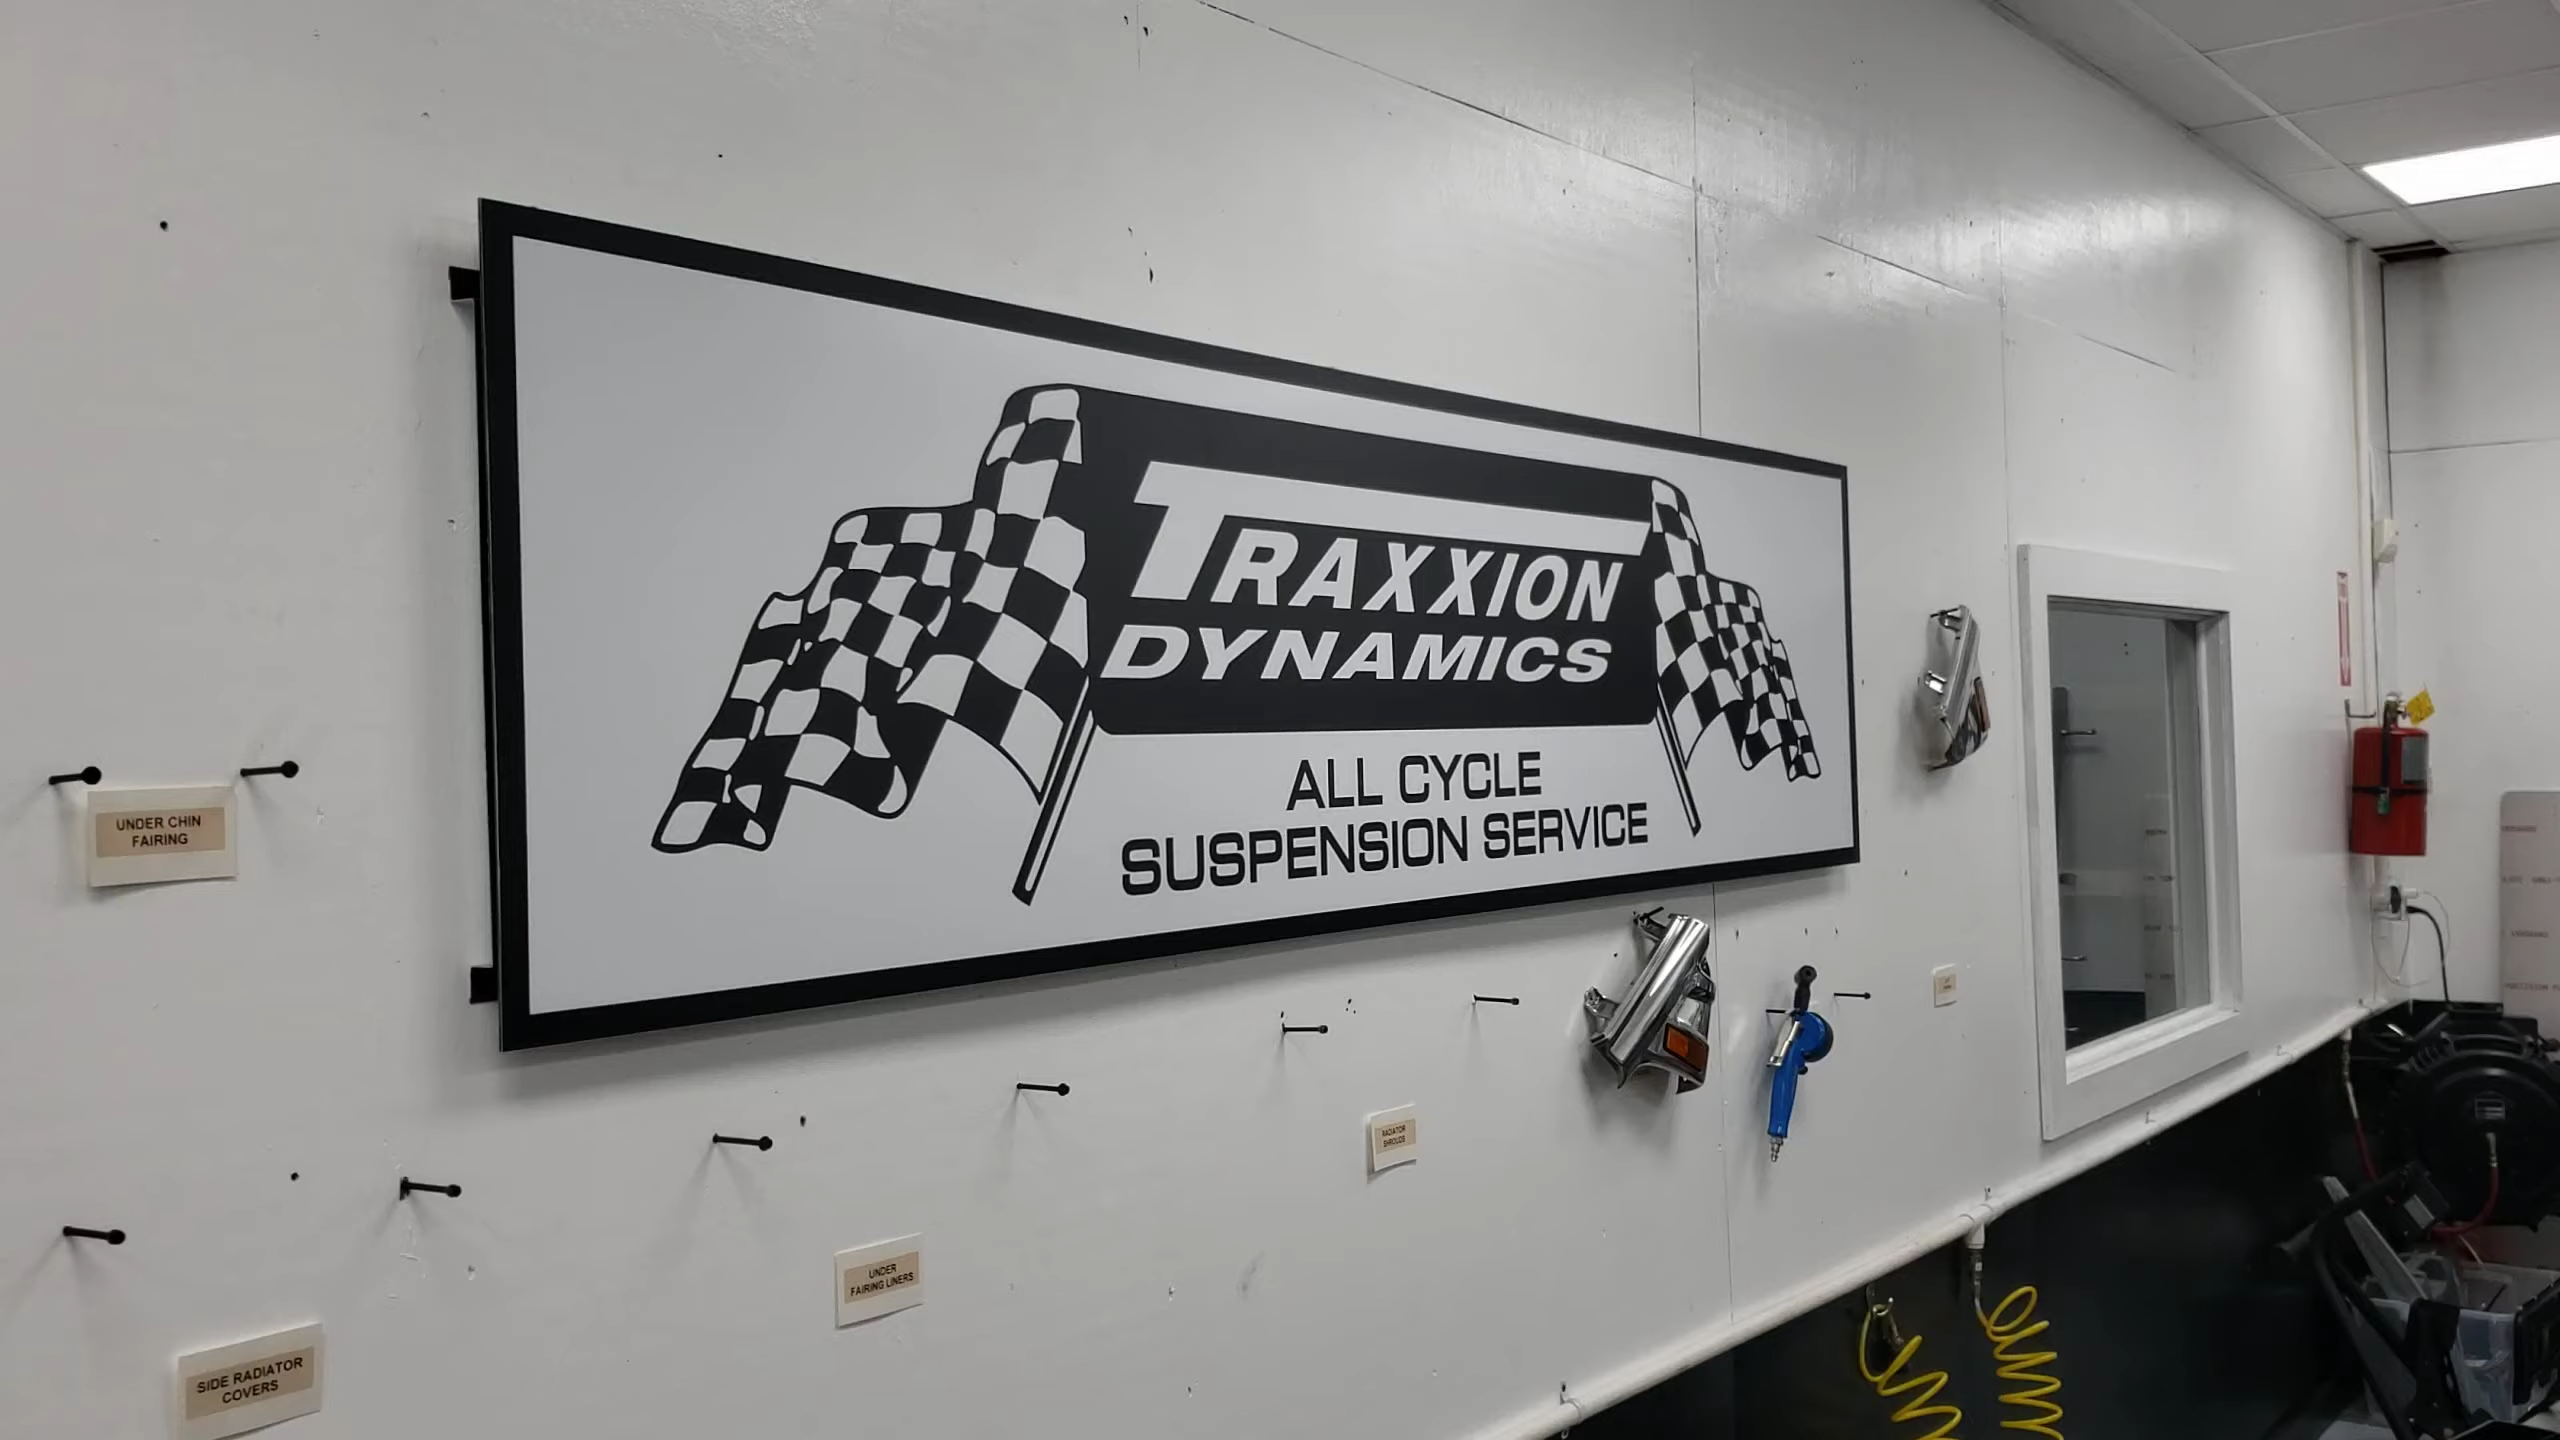 TRAXXION
DYNAMICS
ALL CYCLE
SUSPENSION SERVICE
UNDER CHIN
FAIRING
RADIATOR
SHROUDS
UNDER
FAIRING LINERS
SIDE RADIATOR
COVERS